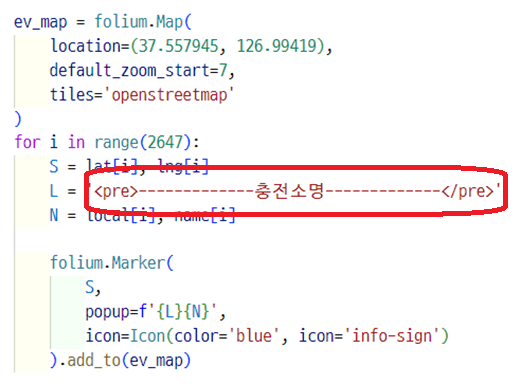 ev_map = folium.Map(
    location=(37.557945, 126.99419),
    default_zoom_start=7,
    tiles='openstreetmap'
)
for i in range(2647):
    S = lat[i], lng[i]
    L = '<pre>-------------충전소명-------------</pre>'
    N = local[i], name[i]
    folium.Marker(
        S,
        popup=f'{L}{N}',
        icon=Icon(color='blue', icon='info-sign')
    ).add_to(ev_map)